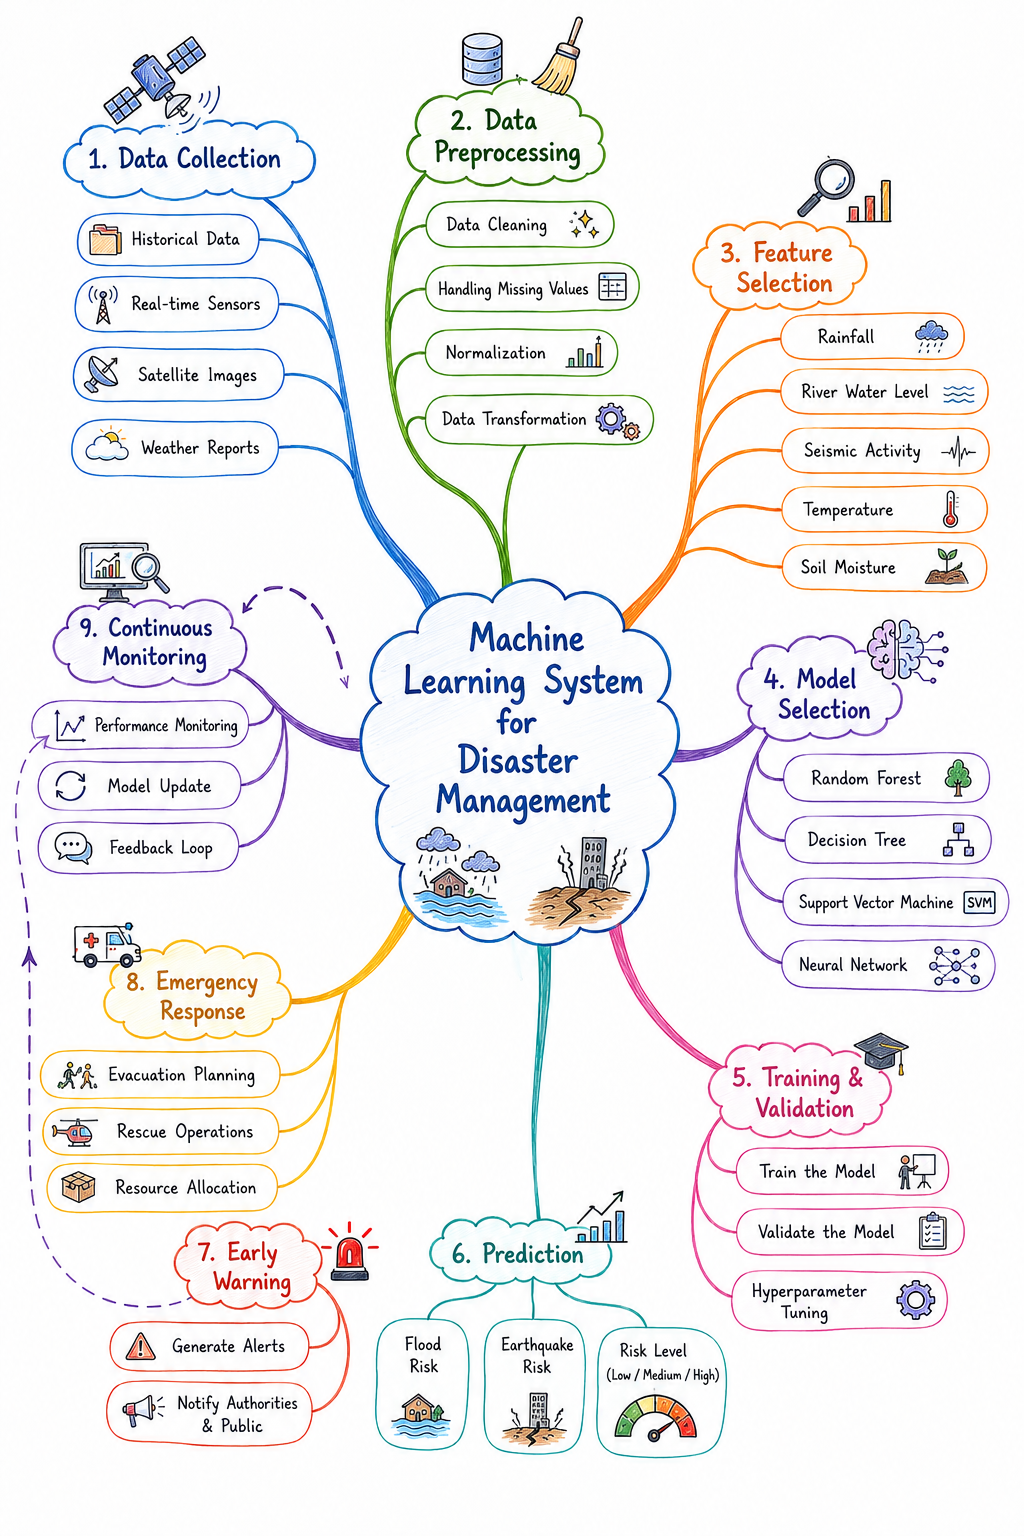 1. Data Collection
Historical Data
Real-time Sensors
Satellite Images
Weather Reports
2. Data
Preprocessing
Data Cleaning
Handling Missing Values
Normalization
Data Transformation
3. Feature
Selection
Rainfall
River Water Level
Seismic Activity
Temperature
Soil Moisture
Machine
Learning System
for
Disaster
Management
4. Model
Selection
Random Forest
Decision Tree
Support Vector Machine
SVM
Neural Network
5. Training &
Validation
Train the Model
Validate the Model
Hyperparameter
Tuning
6. Prediction
Flood
Risk
Earthquake
Risk
Risk Level
(Low / Medium / High)
7. Early
Warning
Generate Alerts
Notify Authorities
& Public
8. Emergency
Response
Evacuation Planning
Rescue Operations
Resource Allocation
9. Continuous
Monitoring
Performance Monitoring
Model Update
Feedback Loop